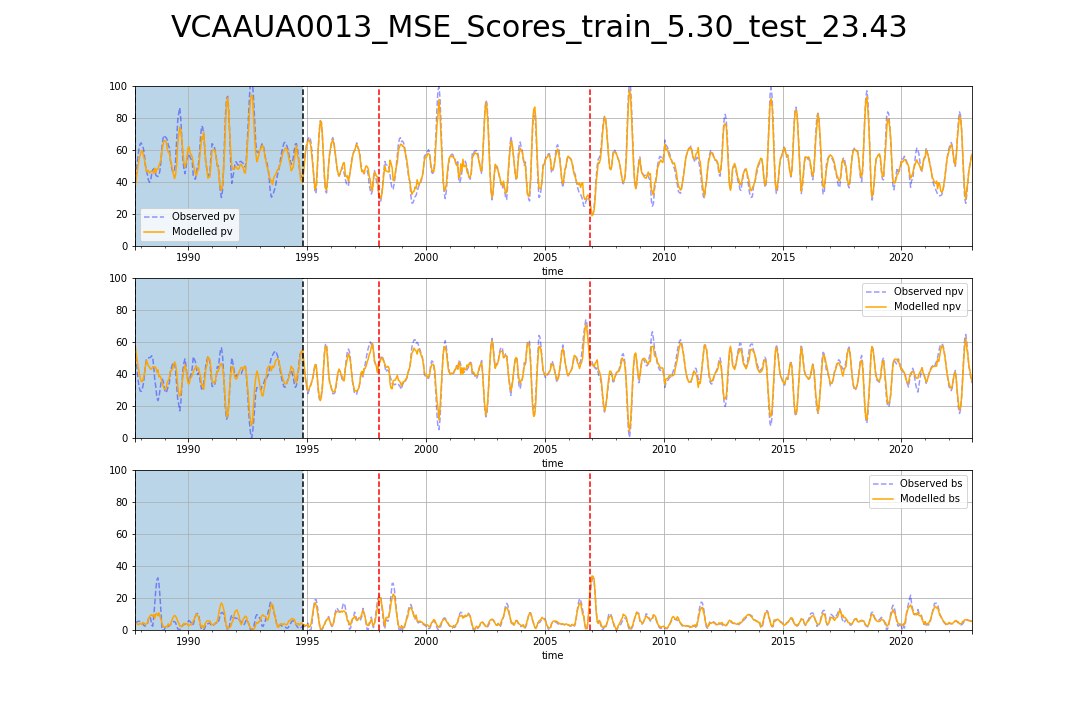 VCAAUA0013_MSE_Scores_train_5.30_test_23.43
100
80
60
40
20
0
Observed pv
Modelled pv
1990 1995 2000 2005 2010 2015 2020
time
100
80
60
40
20
0
Observed npv
Modelled npv
1990 1995 2000 2005 2010 2015 2020
time
100
80
60
40
20
0
Observed bs
Modelled bs
1990 1995 2000 2005 2010 2015 2020
time